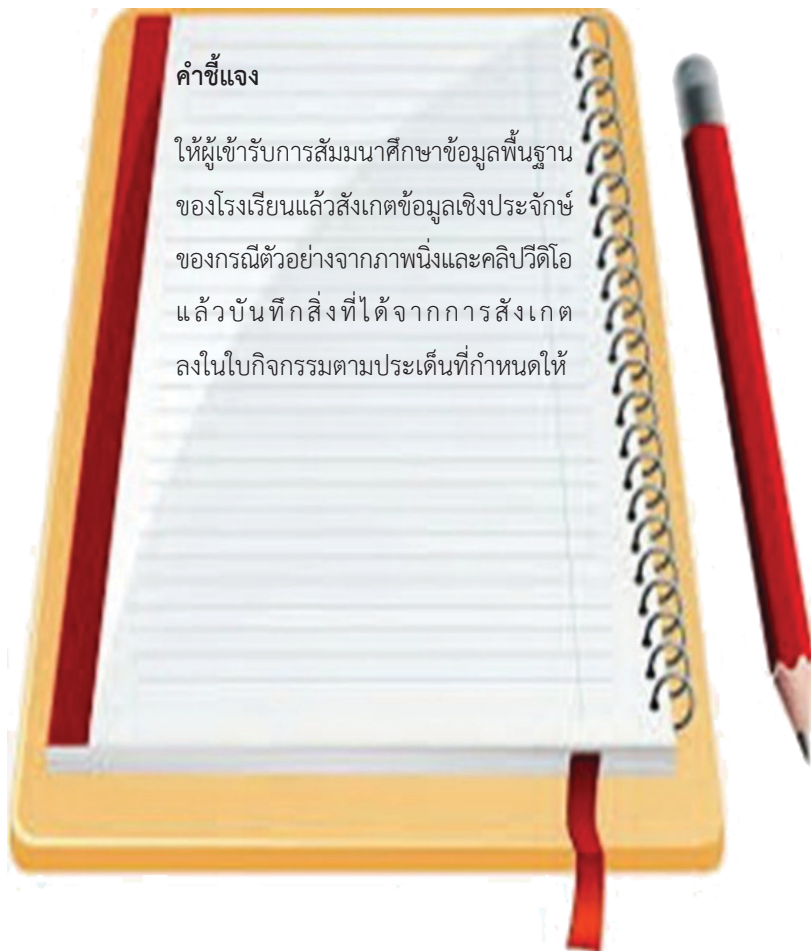 คำชี้แจง
ให้ผู้เข้ารับการสัมมนาศึกษาข้อมูลพื้นฐาน
ของโรงเรียนแล้วสังเกตข้อมูลเชิงประจักษ์
ของกรณีตัวอย่างจากภาพนิ่งและคลิปวีดิโอ
แล้วบันทึกสิ่งที่ได้จากการสังเกต
ลงในใบกิจกรรมตามประเด็นที่กำหนดให้